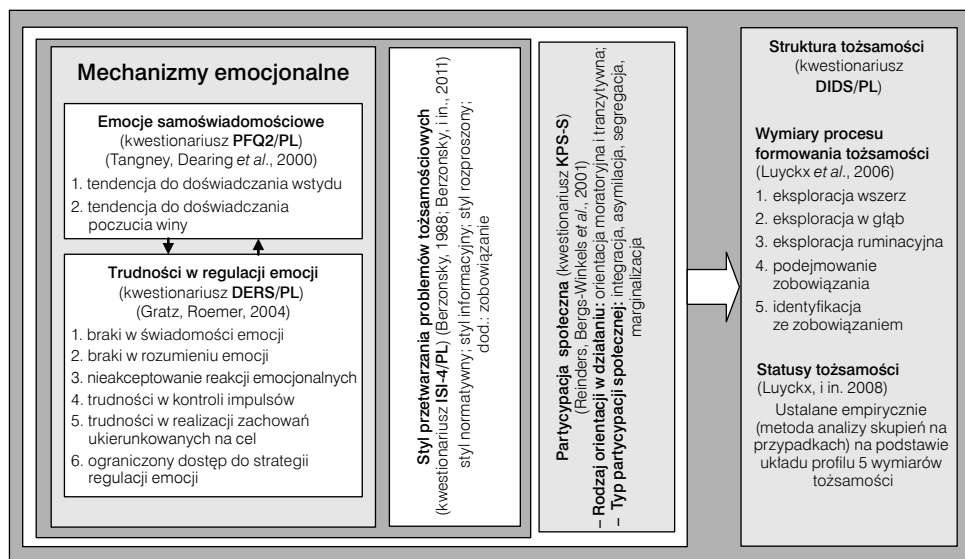 Mechanizmy emocjonalne
Emocje samoświadomościowe
(kwestionariusz PFQ2/PL)
(Tangney, Dearing et al., 2000)
1. tendencja do doświadczania wstydu
2. tendencja do doświadczania
poczucia winy
Trudności w regulacji emocji
(kwestionariusz DERS/PL)
(Gratz, Roemer, 2004)
1. braki w świadomości emocji
2. braki w rozumieniu emocji
3. nieakceptowanie reakcji emocjonalnych
4. trudności w kontroli impulsów
5. trudności w realizacji zachowań
ukierunkowanych na cel
6. ograniczony dostęp do strategii
regulacji emocji
Styl przetwarzania problemów tożsamościowych
(kwestionariusz ISI-4/PL) (Berzonsky, 1988; Berzonsky, i in., 2011)
styl normatywny; styl informacyjny; styl rozproszony;
dod.: zobowiązanie
Partycypacja społeczna (kwestionariusz KPS-S)
(Reinders, Bergs-Winkels et al., 2001)
– Rodzaj orientacji w działaniu: orientacja moratoryjna i tranzytywna;
– Typ partycypacji społecznej: integracja, asymilacja, segregacja,
marginalizacja
Struktura tożsamości
(kwestionariusz
DIDS/PL)
Wymiary procesu
formowania tożsamości
(Luyckx et al., 2006)
1. eksploracja wszerz
2. eksploracja w głąb
3. eksploracja ruminacyjna
4. podejmowanie
zobowiązania
5. identyfikacja
ze zobowiązaniem
Statusy tożsamości
(Luyckx, i in. 2008)
Ustalane empirycznie
(metoda analizy skupień na
przypadkach) na podstawie
układu profilu 5 wymiarów
tożsamości